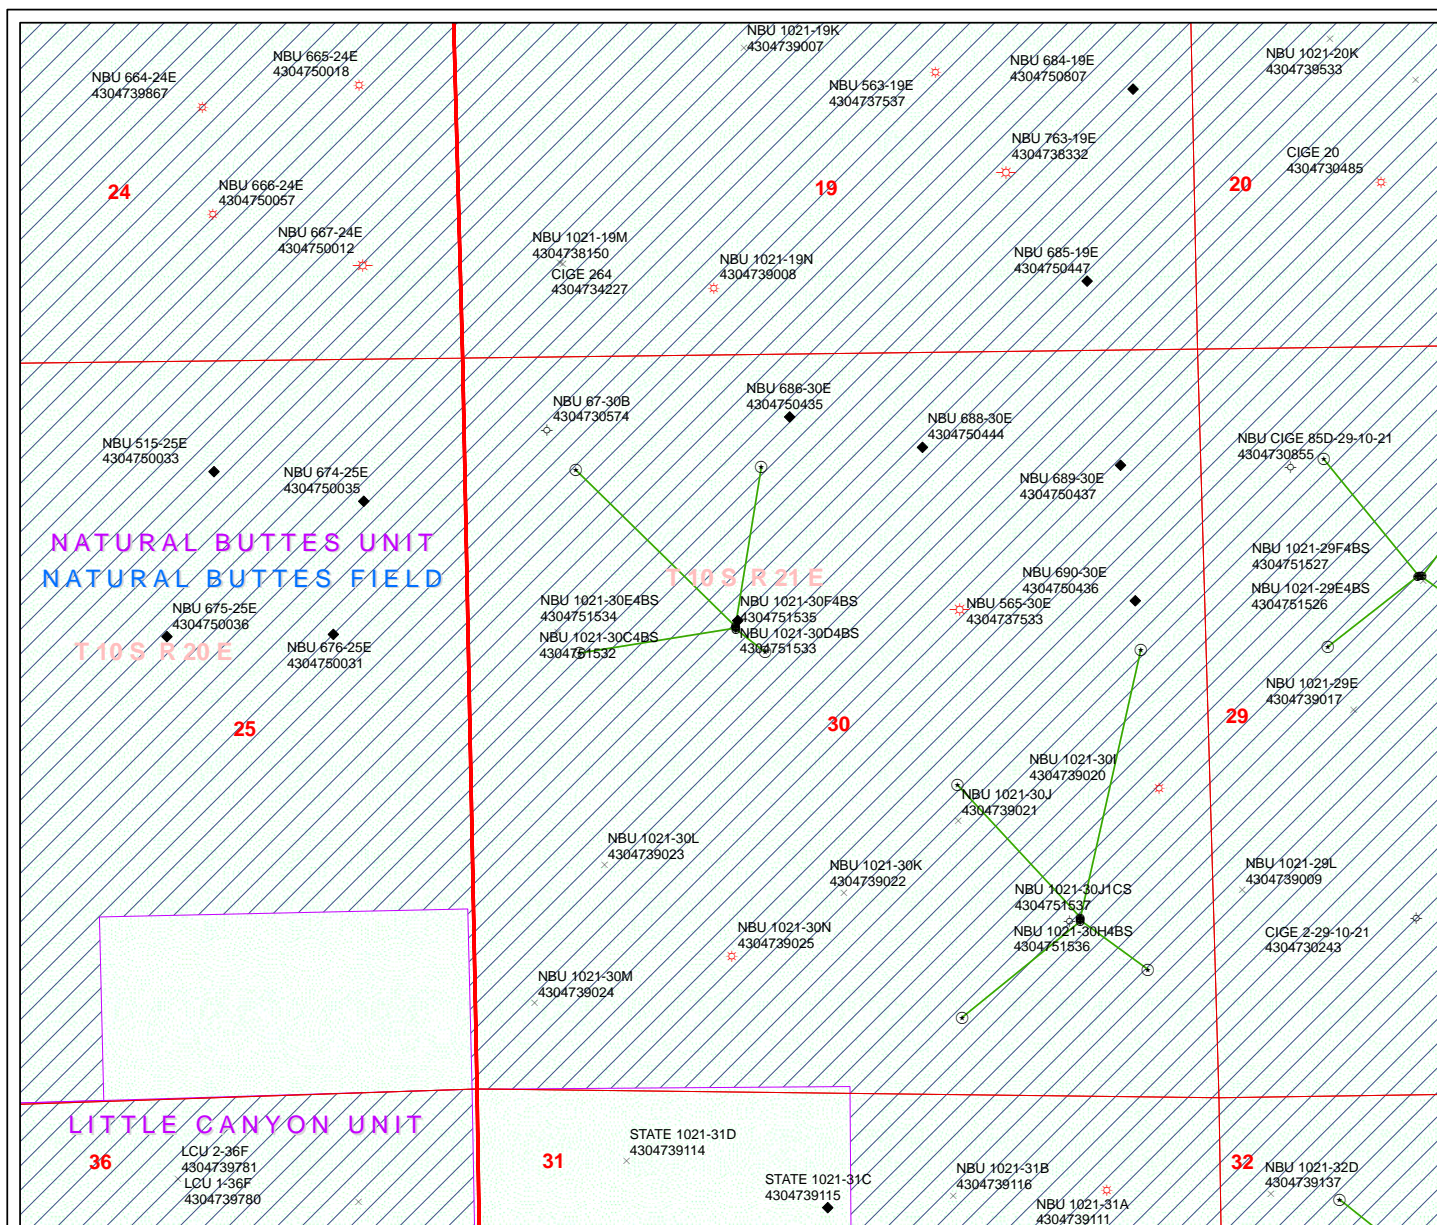 NBU 1021-19K
4304739007
NBU 665-24E
4304750018
NBU 664-24E
4304739867
NBU 563-19E
4304737537
NBU 684-19E
4304750807
NBU 1021-20K
4304739533
NBU 763-19E
4304738332
CIGE 20
4304730485
24
19
20
NBU 666-24E
4304750057
NBU 667-24E
4304750012
NBU 1021-19M
4304738150
CIGE 264
4304734227
NBU 1021-19N
4304739008
NBU 685-19E
4304750447
NBU 67-30B
4304730574
NBU 686-30E
4304750435
NBU 688-30E
4304750444
NBU 689-30E
4304750437
NBU CIGE 85D-29-10-21
4304730855
NBU 515-25E
4304750033
NBU 674-25E
4304750035
NATURAL BUTTES UNIT
NATURAL BUTTES FIELD
T 10 S R 21 E
NBU 1021-29F4BS
4304751527
NBU 1021-29E4BS
4304751526
NBU 690-30E
4304750436
NBU 565-30E
4304737533
NBU 1021-30E4BS
4304751534
NBU 1021-30F4BS
4304751535
NBU 1021-30C4BS
4304751532
NBU 1021-30D4BS
4304751533
NBU 675-25E
4304750036
T 10 S R 20 E
NBU 676-25E
4304750031
NBU 1021-29E
4304739017
25
30
29
NBU 1021-30I
4304739020
NBU 1021-30J
4304739021
NBU 1021-30L
4304739023
NBU 1021-30K
4304739022
NBU 1021-29L
4304739009
NBU 1021-30J1CS
4304751537
NBU 1021-30H4BS
4304751536
NBU 1021-30N
4304739025
CIGE 2-29-10-21
4304730243
NBU 1021-30M
4304739024
LITTLE CANYON UNIT
36
LCU 2-36F
4304739781
LCU 1-36F
4304739780
31
STATE 1021-31D
4304739114
STATE 1021-31C
4304739115
NBU 1021-31B
4304739116
NBU 1021-31A
4304739111
32
NBU 1021-32D
4304739137